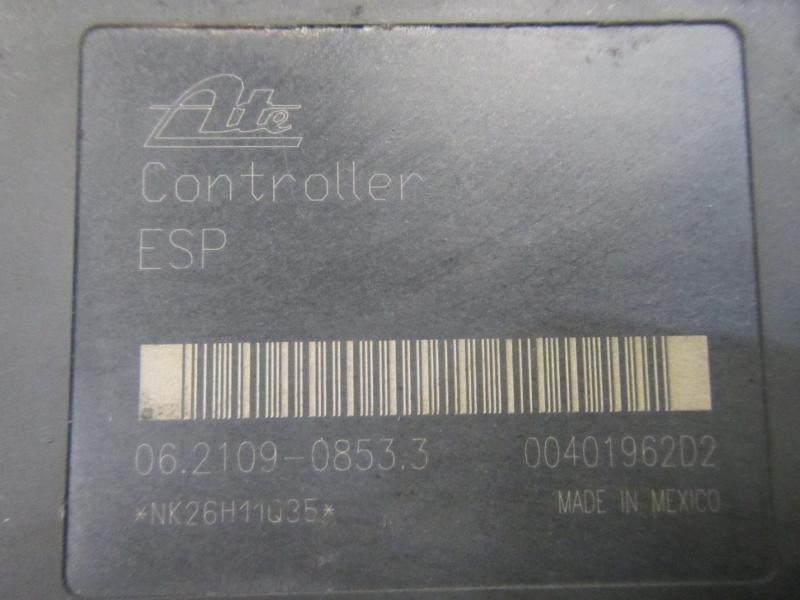 Ate
Controller
ESP
06.2109-0853.3 00401962D2
*NK26H11Q35* MADE IN MEXICO